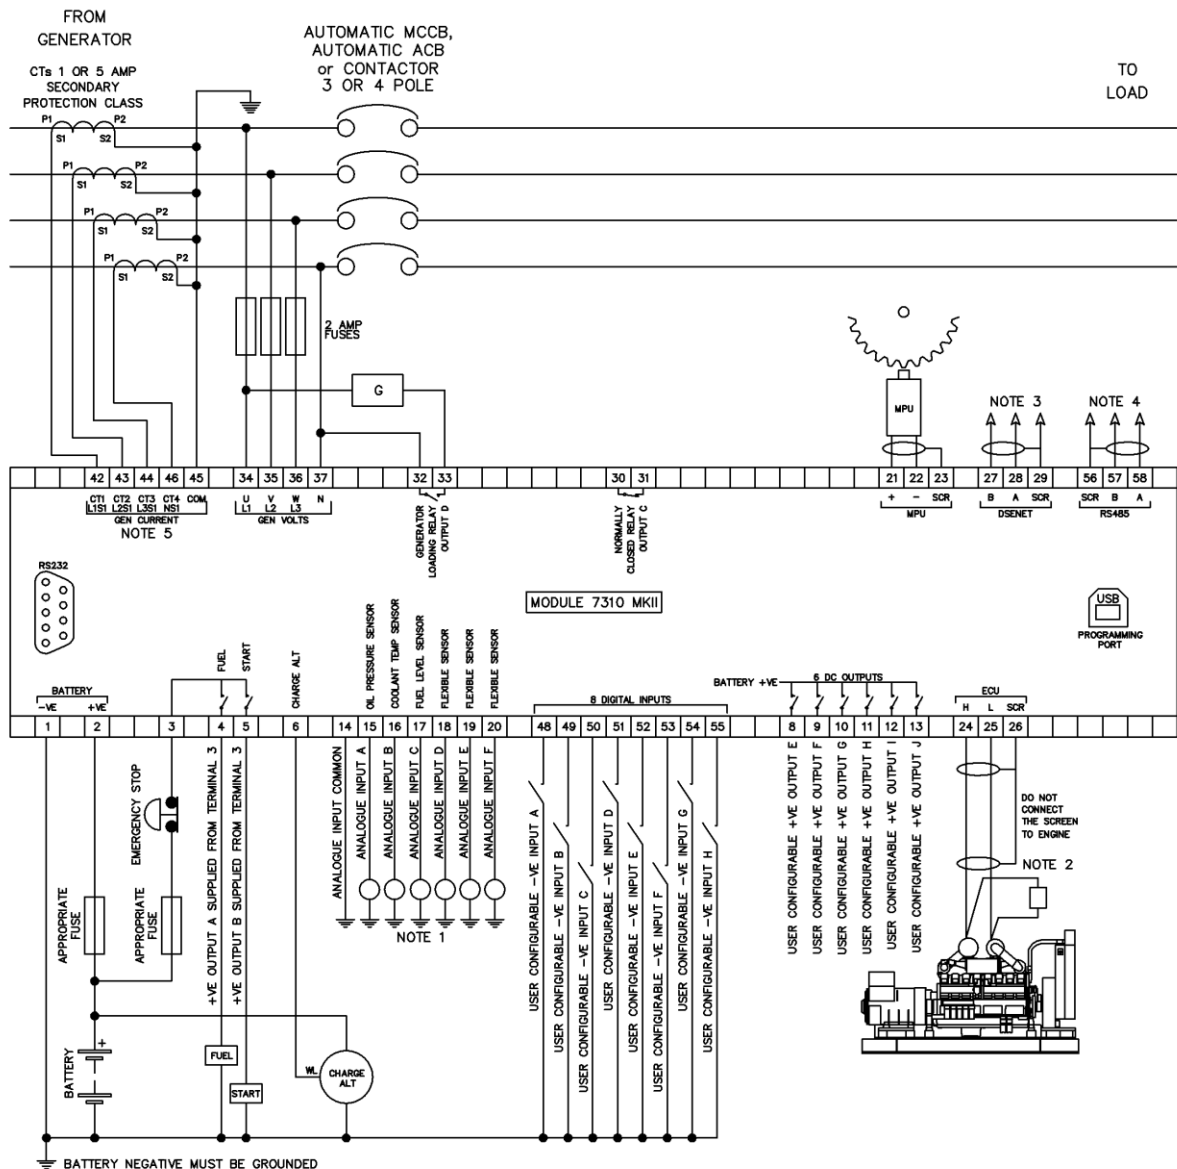 FROM
GENERATOR
CTs 1 OR 5 AMP
SECONDARY
PROTECTION CLASS
AUTOMATIC MCCB,
AUTOMATIC ACB
or CONTACTOR
3 OR 4 POLE
TO
LOAD
P1 P2
S1 S2
P1 P2
S1 S2
P1 P2
S1 S2
P1 P2
S1 S2
2 AMP
FUSES
G
MPU
NOTE 3
NOTE 4
42 43 44 46 45 34 35 36 37 32 33 30 31 21 22 23 27 28 29 56 57 58
CT1 CT2 CT3 CT4 COM U V W N + - SCR B A SCR SCR B A
L1S1 L2S1 L3S1 NS1 L1 L2 L3
GEN CURRENT
GEN VOLTS
MPU
DSENET
RS485
NOTE 5
GENERATOR
LOADING RELAY
OUTPUT D
NORMALLY
CLOSED RELAY
OUTPUT C
RS232
MODULE 7310 MKII
USB
PROGRAMMING
PORT
FUEL
START
CHARGE ALT
OIL PRESSURE SENSOR
COOLANT TEMP SENSOR
FUEL LEVEL SENSOR
FLEXIBLE SENSOR
FLEXIBLE SENSOR
FLEXIBLE SENSOR
BATTERY
-VE +VE
8 DIGITAL INPUTS
BATTERY +VE
6 DC OUTPUTS
ECU
H L SCR
1 2 3 4 5 6 14 15 16 17 18 19 20 48 49 50 51 52 53 54 55 8 9 10 11 12 13 24 25 26
EMERGENCY STOP
APPROPRIATE
FUSE
APPROPRIATE
FUSE
+VE OUTPUT A SUPPLIED FROM TERMINAL 3
+VE OUTPUT B SUPPLIED FROM TERMINAL 3
ANALOGUE INPUT COMMON
ANALOGUE INPUT A
ANALOGUE INPUT B
ANALOGUE INPUT C
ANALOGUE INPUT D
ANALOGUE INPUT E
ANALOGUE INPUT F
NOTE 1
USER CONFIGURABLE -VE INPUT A
USER CONFIGURABLE -VE INPUT B
USER CONFIGURABLE -VE INPUT C
USER CONFIGURABLE -VE INPUT D
USER CONFIGURABLE -VE INPUT E
USER CONFIGURABLE -VE INPUT F
USER CONFIGURABLE -VE INPUT G
USER CONFIGURABLE -VE INPUT H
USER CONFIGURABLE +VE OUTPUT E
USER CONFIGURABLE +VE OUTPUT F
USER CONFIGURABLE +VE OUTPUT G
USER CONFIGURABLE +VE OUTPUT H
USER CONFIGURABLE +VE OUTPUT I
USER CONFIGURABLE +VE OUTPUT J
DO NOT
CONNECT
THE SCREEN
TO ENGINE
NOTE 2
BATTERY
+
FUEL
START
WL
CHARGE
ALT
BATTERY NEGATIVE MUST BE GROUNDED